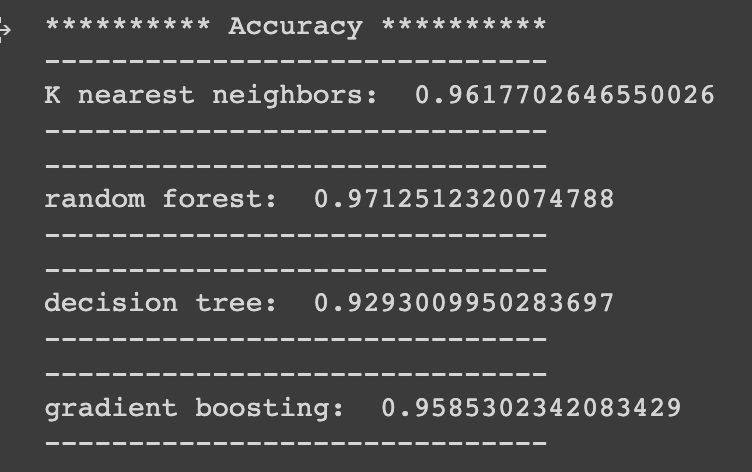 ********** Accuracy **********
------------------------------
K nearest neighbors:  0.9617702646550026
------------------------------
------------------------------
random forest:  0.9712512320074788
------------------------------
------------------------------
decision tree:  0.9293009950283697
------------------------------
------------------------------
gradient boosting:  0.9585302342083429
------------------------------